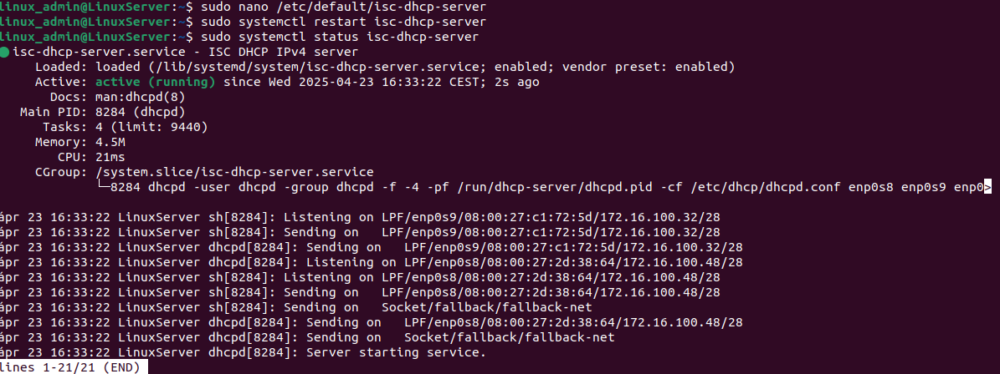 linux_admin@LinuxServer:~$ sudo nano /etc/default/isc-dhcp-server
linux_admin@LinuxServer:~$ sudo systemctl restart isc-dhcp-server
linux_admin@LinuxServer:~$ sudo systemctl status isc-dhcp-server
● isc-dhcp-server.service - ISC DHCP IPv4 server
Loaded: loaded (/lib/systemd/system/isc-dhcp-server.service; enabled; vendor preset: enabled)
Active: active (running) since Wed 2025-04-23 16:33:22 CEST; 2s ago
Docs: man:dhcpd(8)
Main PID: 8284 (dhcpd)
Tasks: 4 (limit: 9440)
Memory: 4.5M
CPU: 21ms
CGroup: /system.slice/isc-dhcp-server.service
└─8284 dhcpd -user dhcpd -group dhcpd -f -4 -pf /run/dhcp-server/dhcpd.pid -cf /etc/dhcp/dhcpd.conf enp0s8 enp0s9 enp0>
ápr 23 16:33:22 LinuxServer sh[8284]: Listening on LPF/enp0s9/08:00:27:c1:72:5d/172.16.100.32/28
ápr 23 16:33:22 LinuxServer sh[8284]: Sending on   LPF/enp0s9/08:00:27:c1:72:5d/172.16.100.32/28
ápr 23 16:33:22 LinuxServer dhcpd[8284]: Sending on   LPF/enp0s9/08:00:27:c1:72:5d/172.16.100.32/28
ápr 23 16:33:22 LinuxServer dhcpd[8284]: Listening on LPF/enp0s8/08:00:27:2d:38:64/172.16.100.48/28
ápr 23 16:33:22 LinuxServer sh[8284]: Listening on LPF/enp0s8/08:00:27:2d:38:64/172.16.100.48/28
ápr 23 16:33:22 LinuxServer sh[8284]: Sending on   LPF/enp0s8/08:00:27:2d:38:64/172.16.100.48/28
ápr 23 16:33:22 LinuxServer sh[8284]: Sending on   Socket/fallback/fallback-net
ápr 23 16:33:22 LinuxServer dhcpd[8284]: Sending on   LPF/enp0s8/08:00:27:2d:38:64/172.16.100.48/28
ápr 23 16:33:22 LinuxServer dhcpd[8284]: Sending on   Socket/fallback/fallback-net
ápr 23 16:33:22 LinuxServer dhcpd[8284]: Server starting service.
lines 1-21/21 (END)